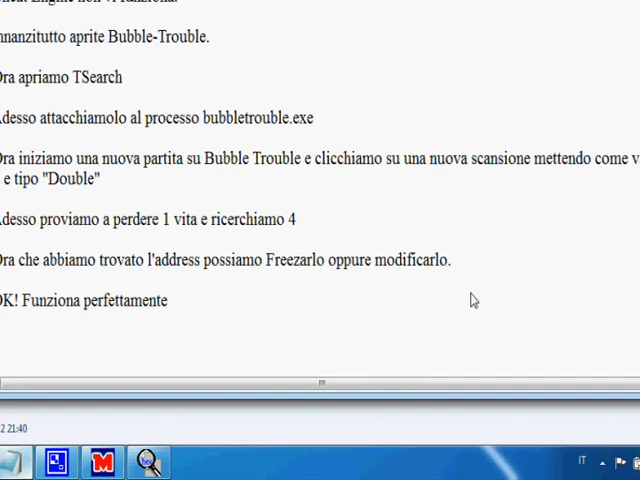 nnanzitutto aprite Bubble-Trouble.
Ora apriamo TSearch
Adesso attacchiamolo al processo bubbletrouble.exe
Ora iniziamo una nuova partita su Bubble Trouble e clicchiamo su una nuova scansione mettendo come va
e tipo "Double"
Adesso proviamo a perdere 1 vita e ricerchiamo 4
Ora che abbiamo trovato l'address possiamo Freezarlo oppure modificarlo.
OK! Funziona perfettamente
2 21:40
IT